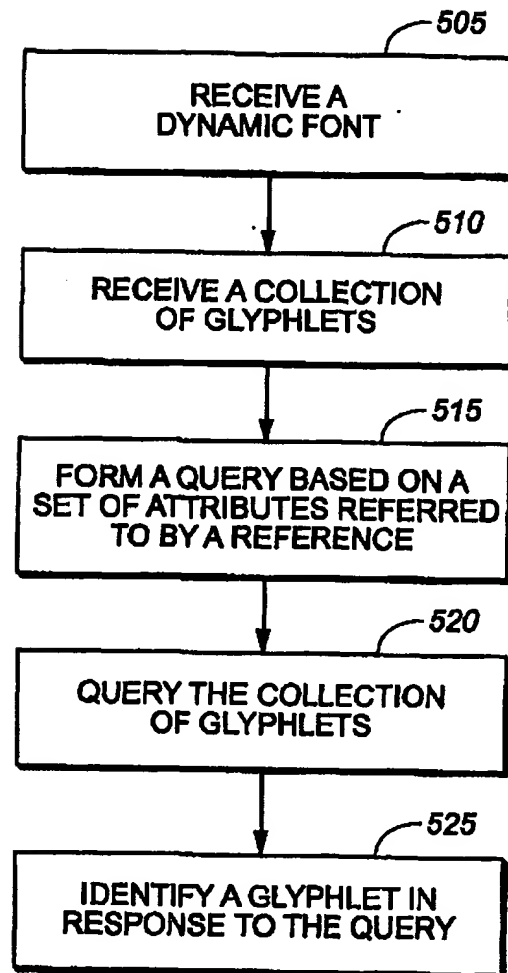 505
RECEIVE A
DYNAMIC FONT
510
RECEIVE A COLLECTION
OF GLYPHLETS
515
FORM A QUERY BASED ON A
SET OF ATTRIBUTES REFERRED
TO BY A REFERENCE
520
QUERY THE COLLECTION
OF GLYPHLETS
525
IDENTIFY A GLYPHLET IN
RESPONSE TO THE QUERY